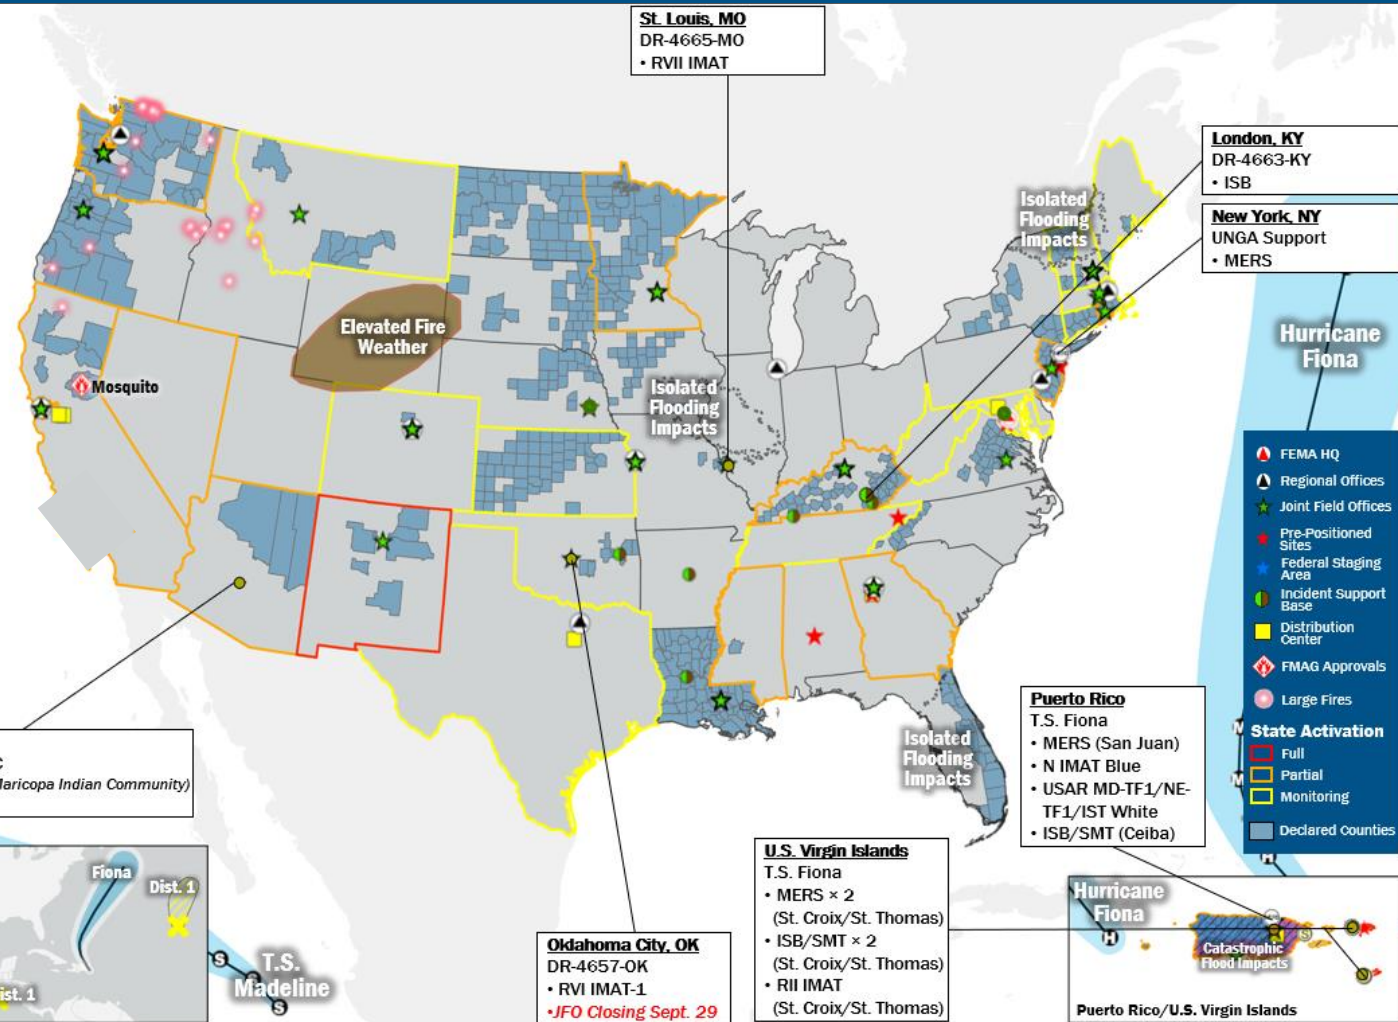 St. Louis, MO
DR-4665-MO
• RVII IMAT
London, KY
DR-4663-KY
• ISB
New York, NY
UNGA Support
• MERS
Isolated
Flooding
Impacts
Hurricane
Fiona
Elevated Fire
Weather
Mosquito
Isolated
Flooding
Impacts
FEMA HQ
Regional Offices
Joint Field Offices
Pre-Positioned
Sites
Federal Staging
Area
Incident Support
Base
Distribution
Center
FMAG Approvals
Large Fires
State Activation
Full
Partial
Monitoring
Declared Counties
M
M
H
Isolated
Flooding
Impacts
Puerto Rico
T.S. Fiona
• MERS (San Juan)
• N IMAT Blue
• USAR MD-TF1/NE-
TF1/IST White
• ISB/SMT (Ceiba)
Maricopa Indian Community)
U.S. Virgin Islands
T.S. Fiona
• MERS × 2
(St. Croix/St. Thomas)
• ISB/SMT × 2
(St. Croix/St. Thomas)
• RII IMAT
(St. Croix/St. Thomas)
Oklahoma City, OK
DR-4657-OK
• RVI IMAT-1
•JFO Closing Sept. 29
Fiona
Dist. 1
ist. 1
S
S
S
T.S.
Madeline
Hurricane
Fiona
H
S
Catastrophic
Flood Impacts
Puerto Rico/U.S. Virgin Islands